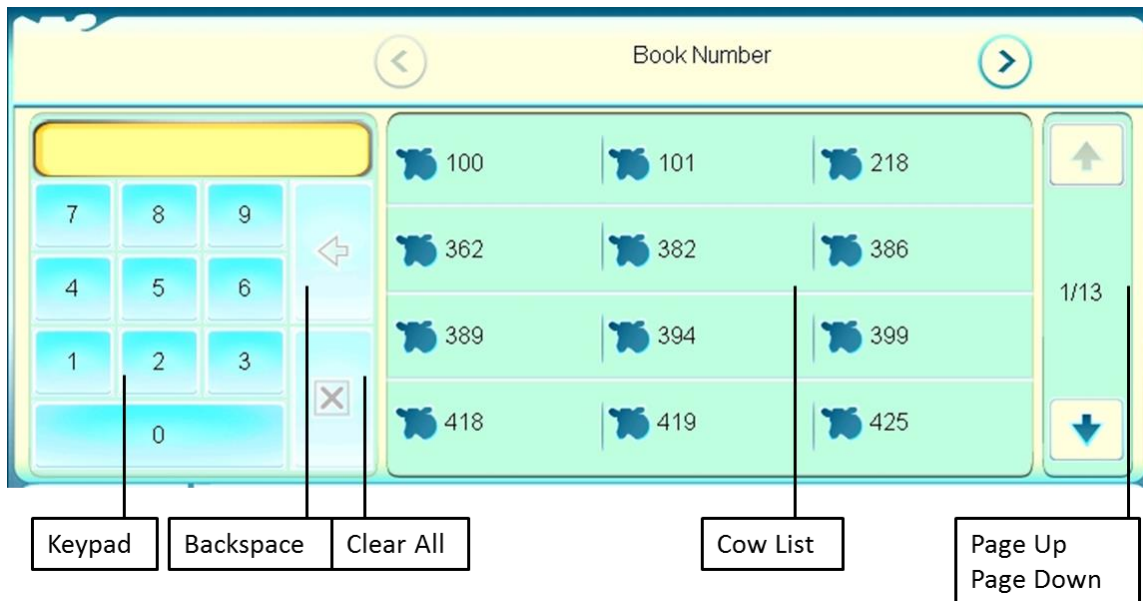 Book Number
100 101 218
7 8 9
362 382 386
4 5 6
1/13
389 394 399
1 2 3
418 419 425
0
Keypad Backspace Clear All Cow List Page Up
Page Down